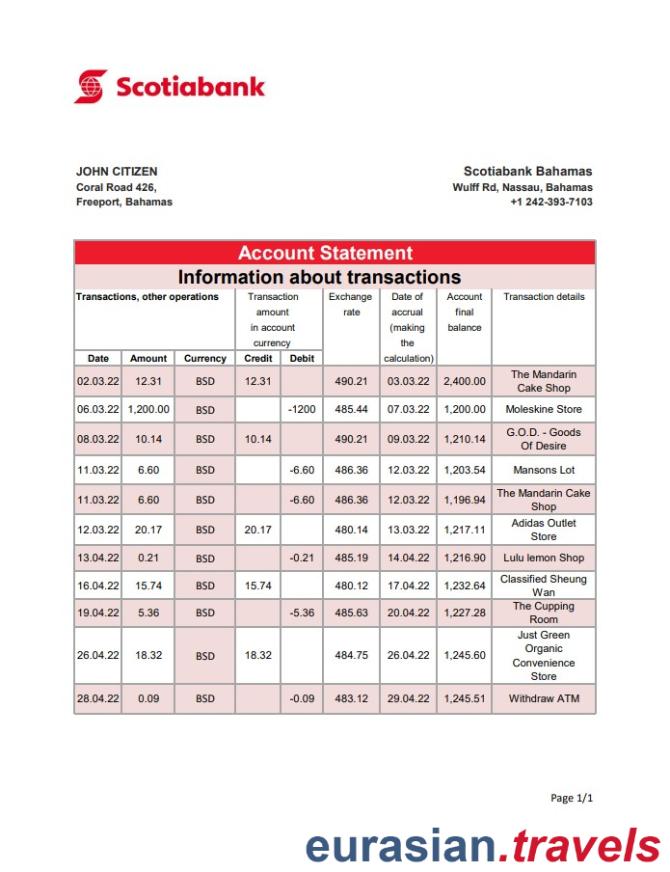 Scotiabank
JOHN CITIZEN
Coral Road 426,
Freeport, Bahamas
Scotiabank Bahamas
Wulff Rd, Nassau, Bahamas
+1 242-393-7103
Account Statement
Information about transactions
Transactions, other operations
Transaction
amount
in account
currency
Exchange
rate
Date of
accrual
(making
the
calculation)
Account
final
balance
Transaction details
Date Amount Currency Credit Debit
02.03.22 12.31 BSD 12.31 490.21 03.03.22 2,400.00 The Mandarin
Cake Shop
06.03.22 1,200.00 BSD -1200 485.44 07.03.22 1,200.00 Moleskine Store
08.03.22 10.14 BSD 10.14 490.21 09.03.22 1,210.14 G.O.D. - Goods
Of Desire
11.03.22 6.60 BSD -6.60 486.36 12.03.22 1,203.54 Mansons Lot
11.03.22 6.60 BSD -6.60 486.36 12.03.22 1,196.94 The Mandarin Cake
Shop
12.03.22 20.17 BSD 20.17 480.14 13.03.22 1,217.11 Adidas Outlet
Store
13.04.22 0.21 BSD -0.21 485.19 14.04.22 1,216.90 Lulu lemon Shop
16.04.22 15.74 BSD 15.74 480.12 17.04.22 1,232.64 Classified Sheung
Wan
19.04.22 5.36 BSD -5.36 485.63 20.04.22 1,227.28 The Cupping
Room
26.04.22 18.32 BSD 18.32 484.75 26.04.22 1,245.60 Just Green
Organic
Convenience
Store
28.04.22 0.09 BSD -0.09 483.12 29.04.22 1,245.51 Withdraw ATM
Page 1/1
eurasian.travels